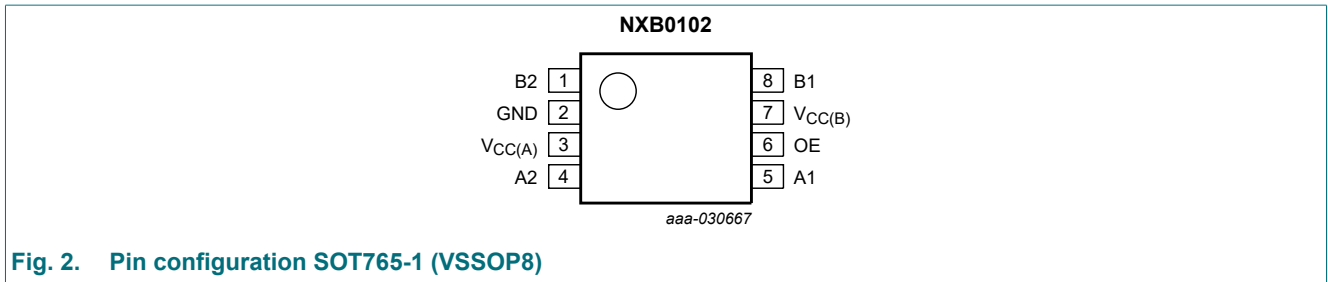 NXB0102
B2 1 8 B1
GND 2 7 VCC(B)
VCC(A) 3 6 OE
A2 4 5 A1
aaa-030667
Fig. 2. Pin configuration SOT765-1 (VSSOP8)